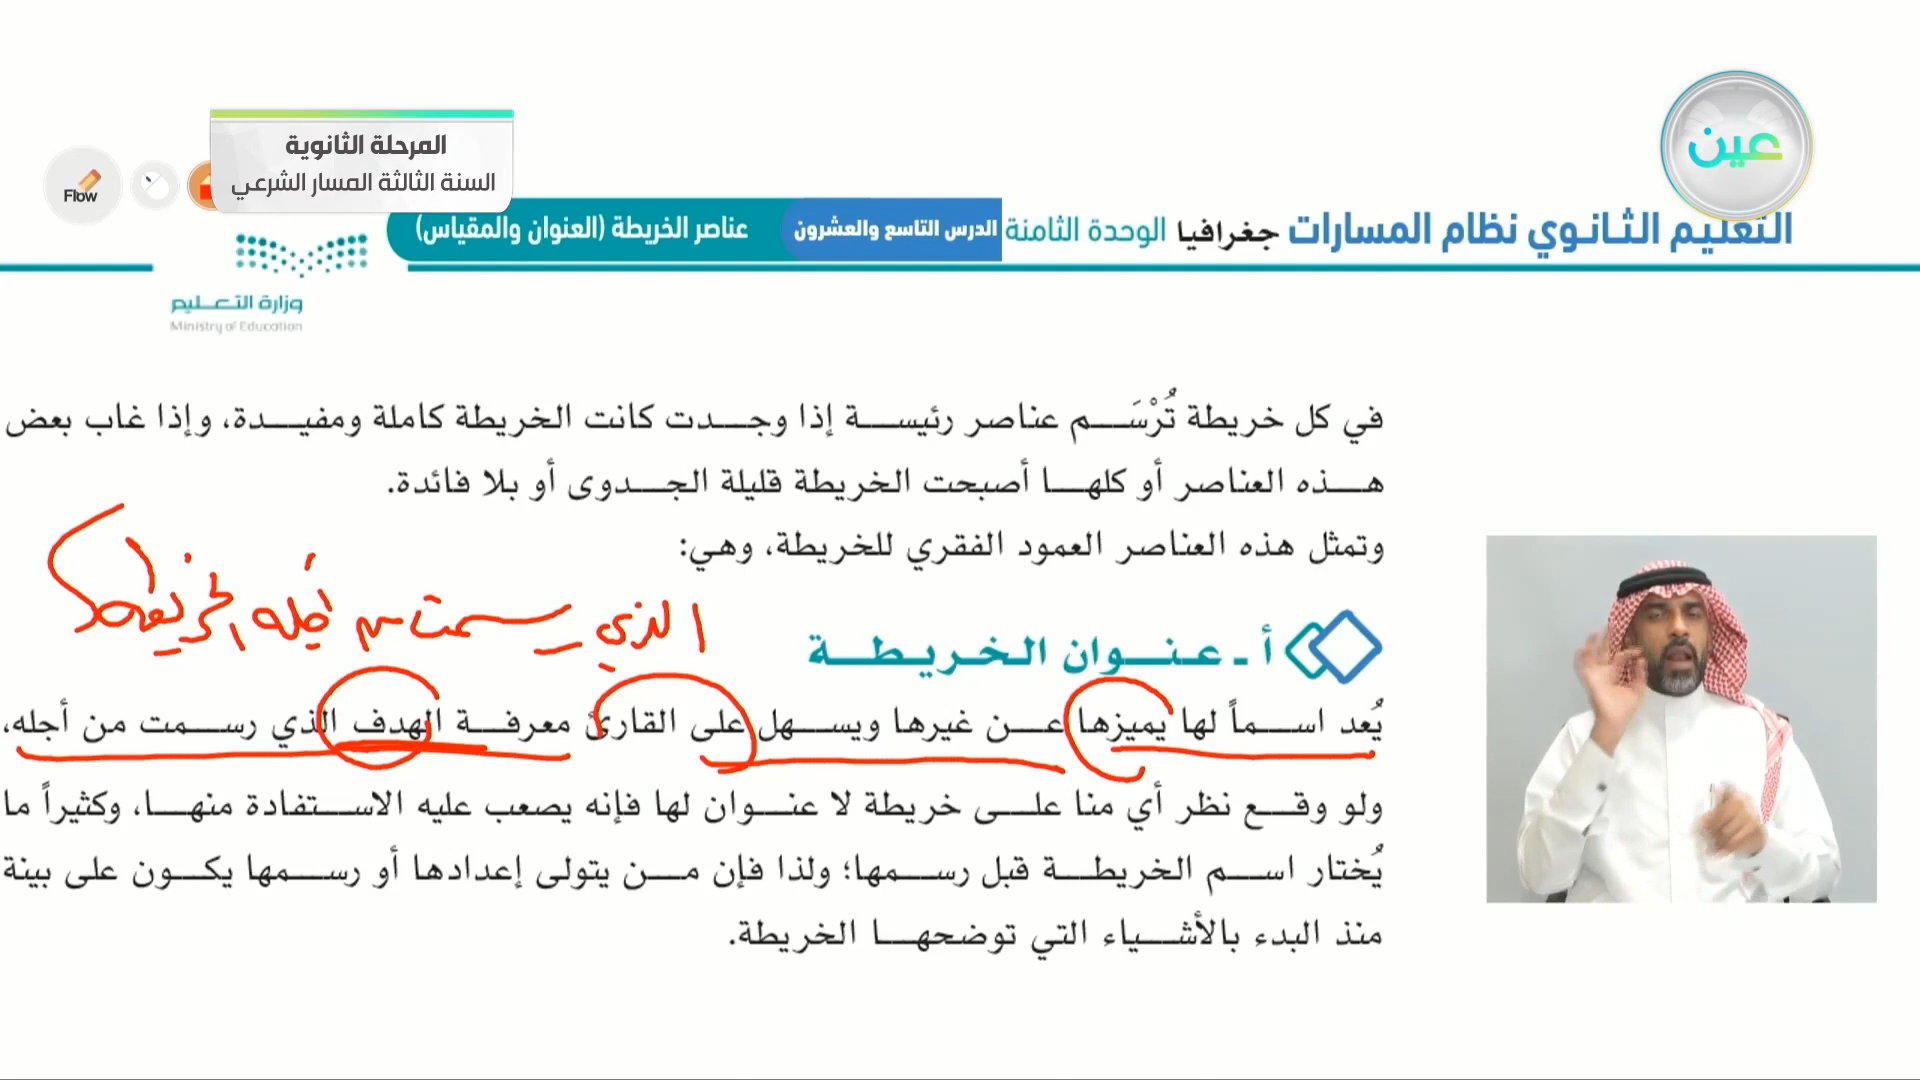 عين
المرحلة الثانوية
السنة الثالثة المسار الشرعي
Flow
التعليم الثانوي نظام المسارات جغرافيا الوحدة الثامنة الدرس التاسع والعشرون عناصر الخريطة (العنوان والمقياس)
وزارة التعليم
Ministry of Education
في كل خريطة تُرْسَم عناصر رئيسة إذا وجدت كانت الخريطة كاملة ومفيدة، وإذا غاب بعض
هذه العناصر أو كلها أصبحت الخريطة قليلة الجدوى أو بلا فائدة.
وتمثل هذه العناصر العمود الفقري للخريطة، وهي:
الذي رسمت من أجله الخريطة
أ ـ عنوان الخريطة
يُعد اسماً لها يميزها عن غيرها ويسهل على القارئ معرفة الهدف الذي رسمت من أجله،
ولو وقع نظر أي منا على خريطة لا عنوان لها فإنه يصعب عليه الاستفادة منها، وكثيراً ما
يُختار اسم الخريطة قبل رسمها؛ ولذا فإن من يتولى إعدادها أو رسمها يكون على بينة
منذ البدء بالأشياء التي توضحها الخريطة.